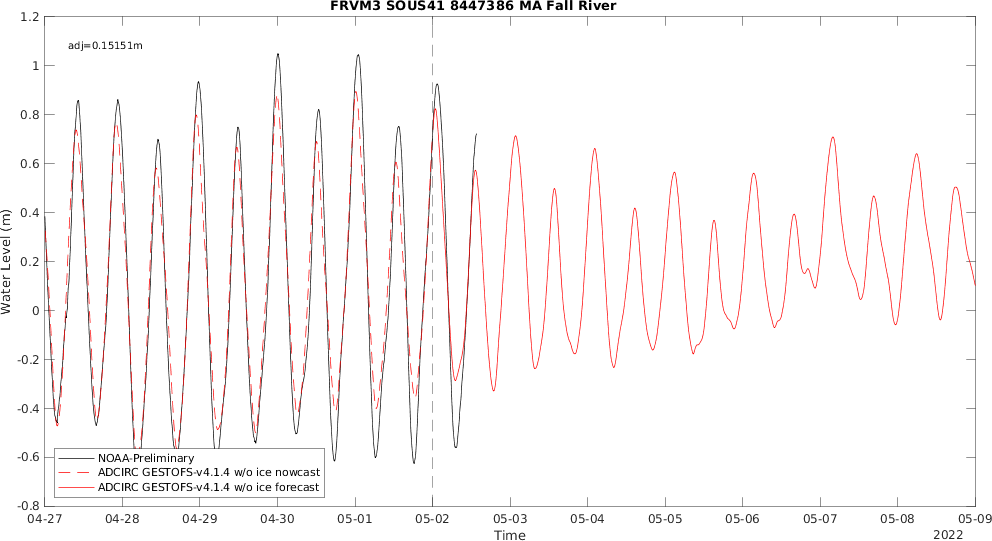 FRVM3 SOUS41 8447386 MA Fall River
adj=0.15151m
1.2
1
0.8
0.6
0.4
0.2
0
-0.2
-0.4
-0.6
-0.8
Water Level (m)
NOAA-Preliminary
ADCIRC GESTOFS-v4.1.4 w/o ice nowcast
ADCIRC GESTOFS-v4.1.4 w/o ice forecast
04-27 04-28 04-29 04-30 05-01 05-02 05-03 05-04 05-05 05-06 05-07 05-08 05-09
Time
2022